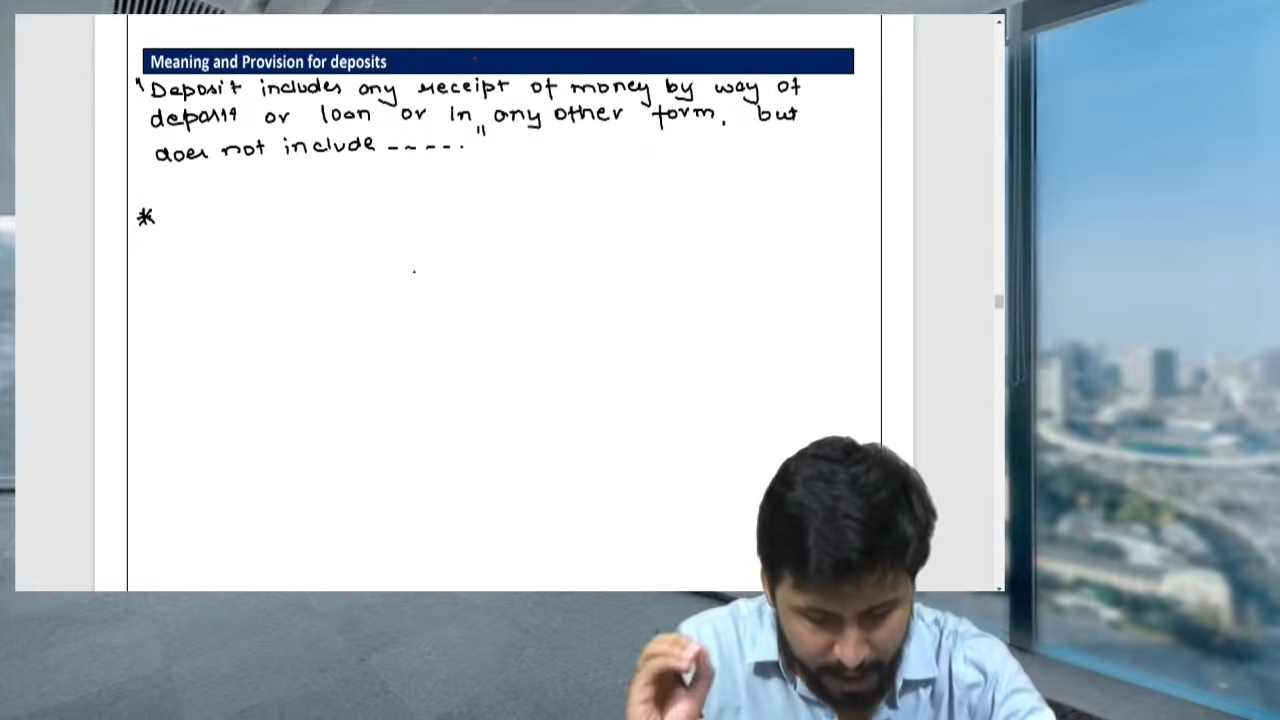 Meaning and Provision for deposits
"Deposit includes any receipt of money by way of
deposit or loan or in any other form, but
does not include -----."
*